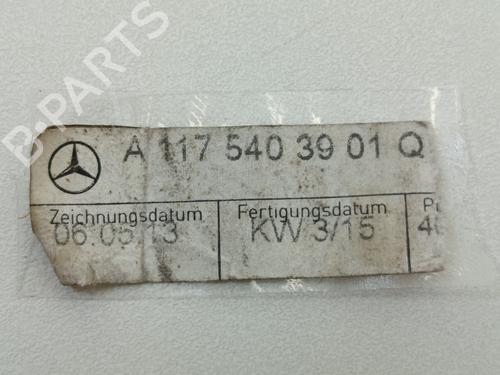 B-PARTS
A 117 540 39 01 Q
Zeichnungsdatum Fertigungsdatum
06.05.13 KW 3/15